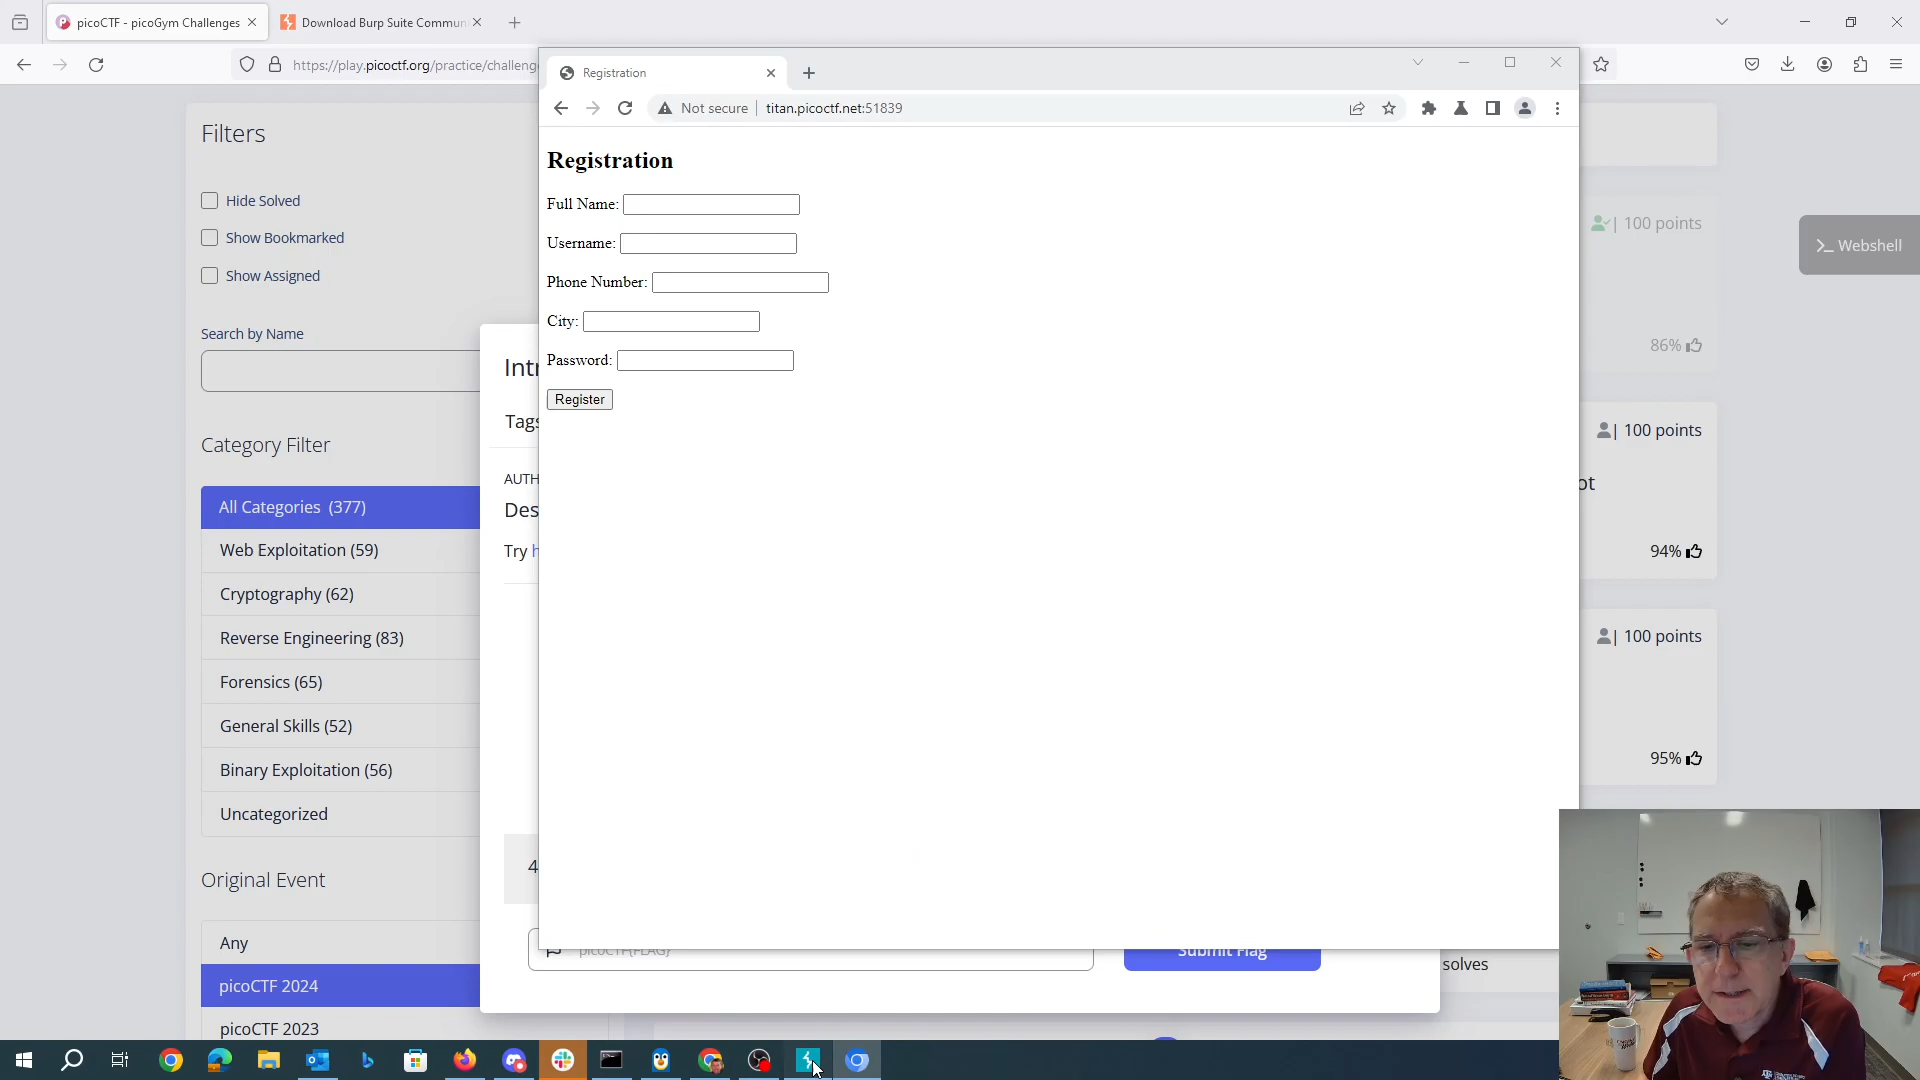 picoCTF - picoGym Challenges
Download Burp Suite Commun
https://play.picoctf.org/practice/challeng
Registration
Not secure
titan.picoctf.net:51839
Registration
Full Name:
Username:
Phone Number:
City:
Password:
Register
Filters
Hide Solved
Show Bookmarked
Show Assigned
Search by Name
Category Filter
All Categories (377)
Web Exploitation (59)
Cryptography (62)
Reverse Engineering (83)
Forensics (65)
General Skills (52)
Binary Exploitation (56)
Uncategorized
Original Event
Any
picoCTF 2024
picoCTF 2023
Intr
Tags
AUTH
Des
Try h
4
picoCTF{FLAG}
Submit Flag
| 100 points
86%
>_ Webshell
| 100 points
ot
94%
| 100 points
95%
solves